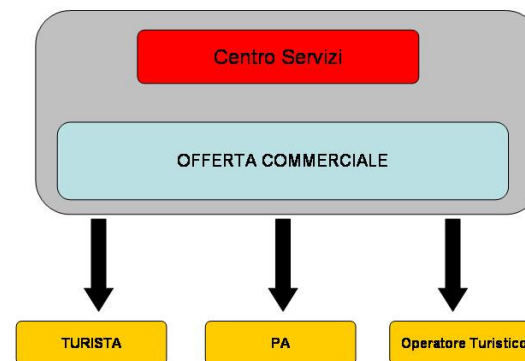 Centro Servizi
OFFERTA COMMERCIALE
TURISTA
PA
Operatore Turistico